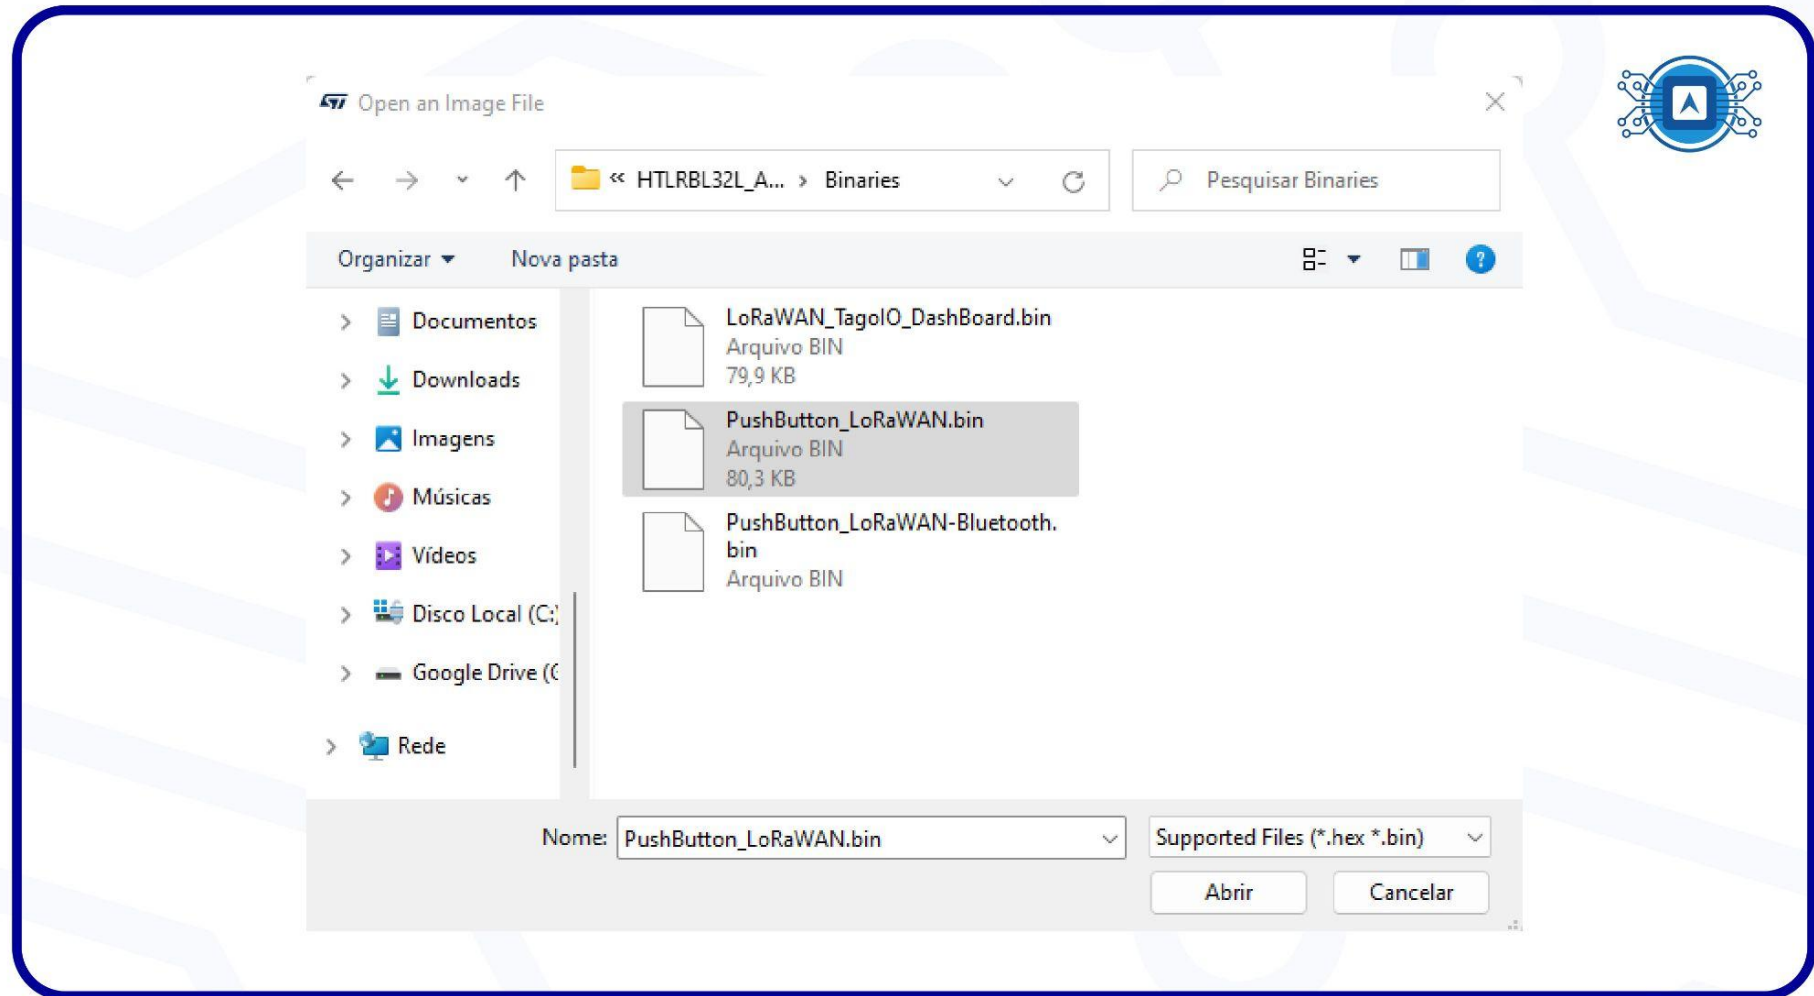 Open an Image File
« HTLRBL32L_A... > Binaries
Pesquisar Binaries
Organizar
Nova pasta
Documentos
Downloads
Imagens
Músicas
Vídeos
Disco Local (C:)
Google Drive (G
Rede
LoRaWAN_TagoIO_DashBoard.bin
Arquivo BIN
79,9 KB
PushButton_LoRaWAN.bin
Arquivo BIN
80,3 KB
PushButton_LoRaWAN-Bluetooth.
bin
Arquivo BIN
Nome: PushButton_LoRaWAN.bin
Supported Files (*.hex *.bin)
Abrir
Cancelar